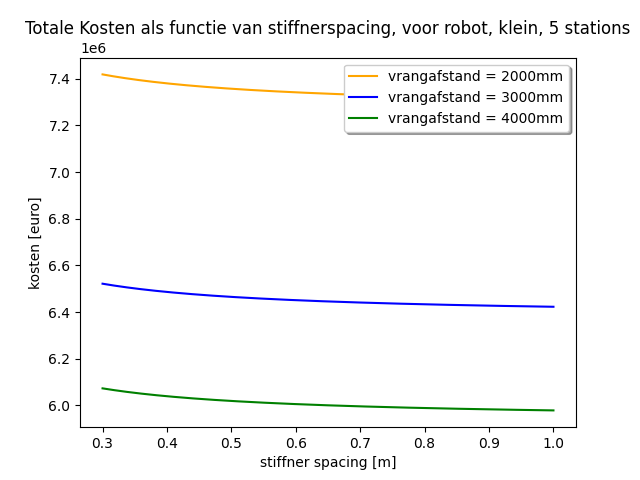 Totale Kosten als functie van stiffnerspacing, voor robot, klein, 5 stations
1e6
vrangafstand = 2000mm
vrangafstand = 3000mm
vrangafstand = 4000mm
7.4
7.2
7.0
6.8
6.6
6.4
6.2
6.0
kosten [euro]
0.3 0.4 0.5 0.6 0.7 0.8 0.9 1.0
stiffner spacing [m]